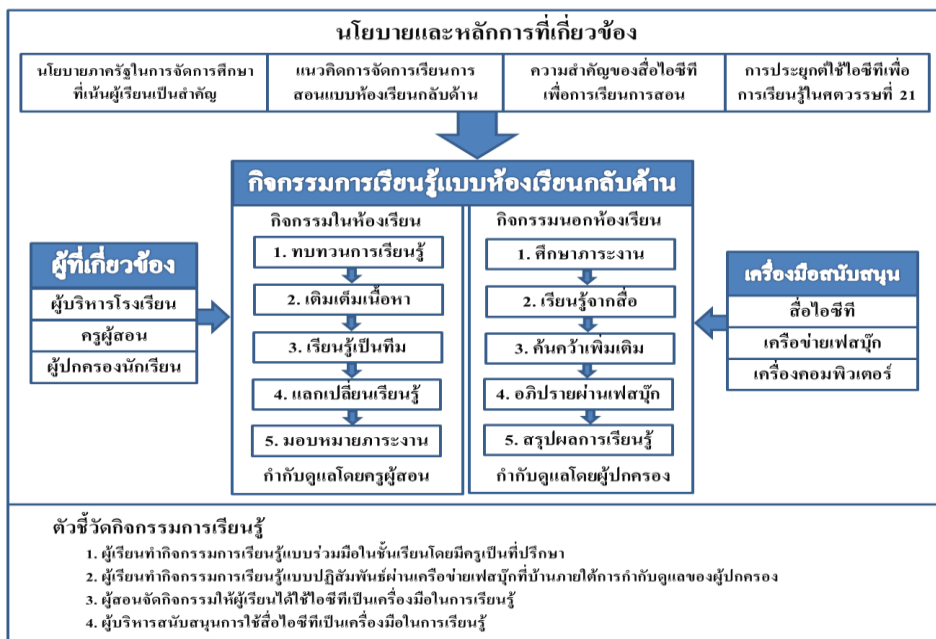 นโยบายและหลักการที่เกี่ยวข้อง
นโยบายภาครัฐในการจัดการศึกษา
ที่เน้นผู้เรียนเป็นสำคัญ
แนวคิดการจัดการเรียนการ
สอนแบบห้องเรียนกลับด้าน
ความสำคัญของสื่อไอซีที
เพื่อการเรียนการสอน
การประยุกต์ใช้ไอซีทีเพื่อ
การเรียนรู้ในศตวรรษที่ 21
กิจกรรมการเรียนรู้แบบห้องเรียนกลับด้าน
ผู้ที่เกี่ยวข้อง
ผู้บริหารโรงเรียน
ครูผู้สอน
ผู้ปกครองนักเรียน
กิจกรรมในห้องเรียน
1. ทบทวนการเรียนรู้
2. เติมเต็มเนื้อหา
3. เรียนรู้เป็นทีม
4. แลกเปลี่ยนเรียนรู้
5. มอบหมายภาระงาน
กำกับดูแลโดยครูผู้สอน
กิจกรรมนอกห้องเรียน
1. ศึกษาภาระงาน
2. เรียนรู้จากสื่อ
3. ค้นคว้าเพิ่มเติม
4. อภิปรายผ่านเฟสบุ๊ก
5. สรุปผลการเรียนรู้
กำกับดูแลโดยผู้ปกครอง
เครื่องมือสนับสนุน
สื่อไอซีที
เครือข่ายเฟสบุ๊ก
เครื่องคอมพิวเตอร์
ตัวชี้วัดกิจกรรมการเรียนรู้
1. ผู้เรียนทำกิจกรรมการเรียนรู้แบบร่วมมือในชั้นเรียนโดยมีครูเป็นที่ปรึกษา
2. ผู้เรียนทำกิจกรรมการเรียนรู้แบบปฏิสัมพันธ์ผ่านเครือข่ายเฟสบุ๊กที่บ้านภายใต้การกำกับดูแลของผู้ปกครอง
3. ผู้สอนจัดกิจกรรมให้ผู้เรียนได้ใช้ไอซีทีเป็นเครื่องมือในการเรียนรู้
4. ผู้บริหารสนับสนุนการใช้สื่อไอซีทีเป็นเครื่องมือในการเรียนรู้